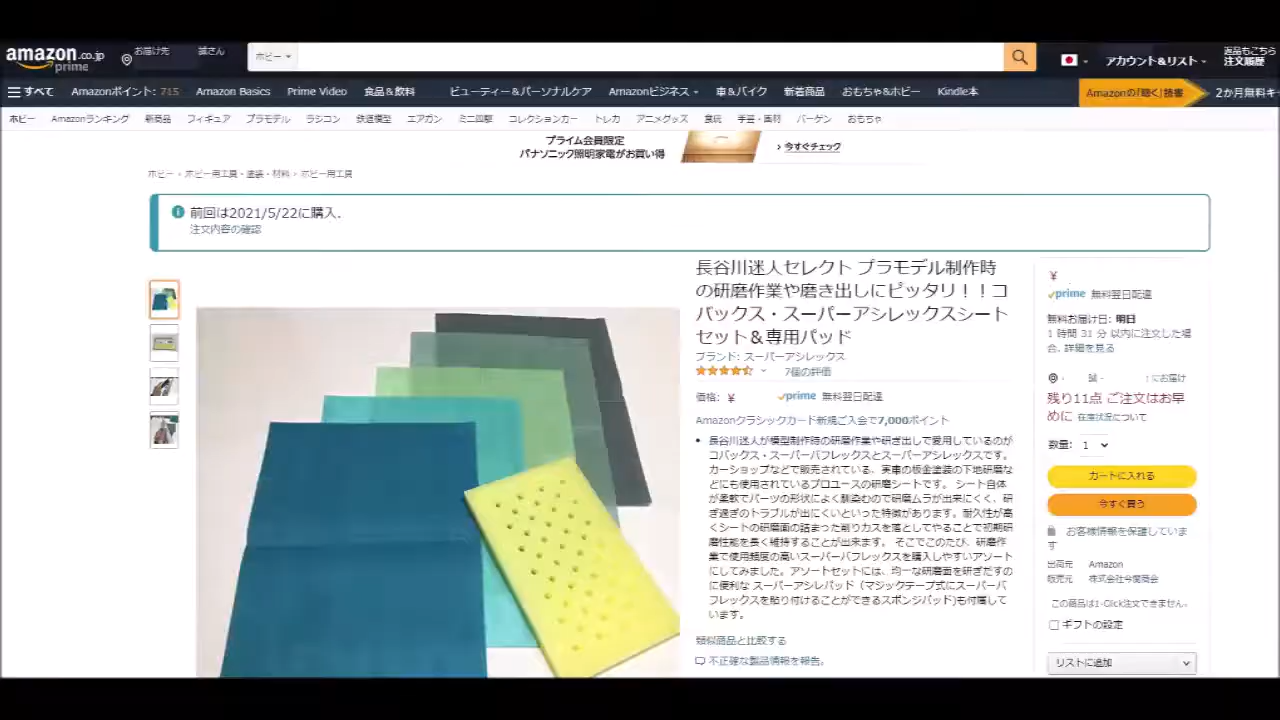 amazon.co.jp
prime
お届け先 誠さん
ホビー
アカウント&リスト
返品もこちら
注文履歴
すべて Amazonポイント: 715 Amazon Basics Prime Video 食品&飲料 ビューティー&パーソナルケア Amazonビジネス 車&バイク 新着商品 おもちゃ&ホビー Kindle本
Amazonの「聴く」読書 2か月無料キ
ホビー Amazonランキング 新商品 フィギュア プラモデル ラジコン 鉄道模型 エアガン ミニ四駆 コレクションカー トレカ アニメグッズ 食玩 手芸・画材 バーゲン おもちゃ
プライム会員限定
パナソニック照明家電がお買い得
› 今すぐチェック
ホビー › ホビー用工具・塗装・材料 › ホビー用工具
前回は2021/5/22に購入.
注文内容の確認
長谷川迷人セレクト プラモデル制作時
の研磨作業や磨き出しにピッタリ！！コ
バックス・スーパーアシレックスシート
セット＆専用パッド
ブランド: スーパーアシレックス
7個の評価
価格: ¥ prime 無料翌日配達
Amazonクラシックカード新規ご入会で7,000ポイント
• 長谷川迷人が模型制作時の研磨作業や研ぎ出しで愛用しているのが
コバックス・スーパーバフレックスとスーパーアシレックスです。
カーショップなどで販売されている、実車の板金塗装の下地研磨な
どにも使用されているプロユースの研磨シートです。 シート自体
が柔軟でパーツの形状によく馴染むので研磨ムラが出来にくく、研
ぎ過ぎのトラブルが出にくいといった特徴があります。耐久性が高
くシートの研磨面の詰まった削りカスを落としてやることで初期研
磨性能を長く維持することが出来ます。 そこでこのたび、研磨作
業で使用頻度の高いスーパーバフレックスを購入しやすいアソート
にしてみました。アソートセットには、均一な研磨面を研ぎだすの
に便利な スーパーアシレパッド（マジックテープ式にスーパーバ
フレックスを貼り付けることができるスポンジパッド)も付属して
います。
類似商品と比較する
不正確な製品情報を報告。
¥
prime 無料翌日配達
無料お届け日: 明日
1 時間 31 分 以内に注文した場
合. 詳細を見る
誠 - にお届け
残り11点 ご注文はお早
めに 在庫状況について
数量: 1
カートに入れる
今すぐ買う
お客様情報を保護していま
す
出荷元 Amazon
販売元 株式会社今関商会
この商品は1-Click注文できません。
ギフトの設定
リストに追加